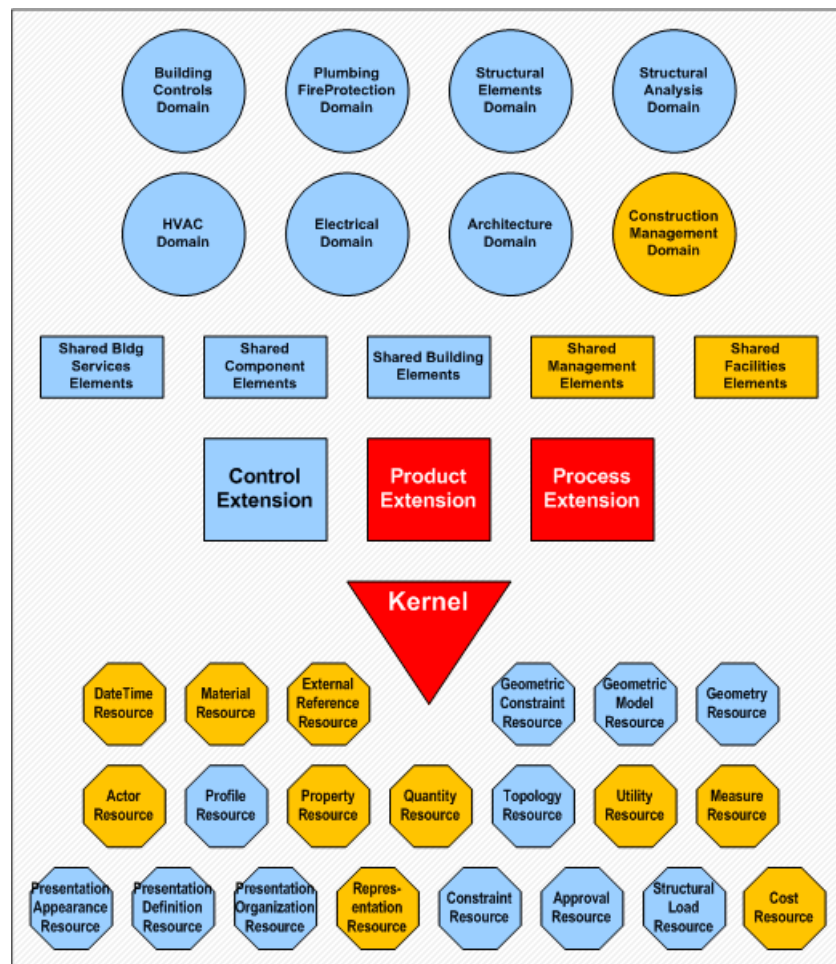 Building
Controls
Domain
Plumbing
FireProtection
Domain
Structural
Elements
Domain
Structural
Analysis
Domain
HVAC
Domain
Electrical
Domain
Architecture
Domain
Construction
Management
Domain
Shared Bldg
Services
Elements
Shared
Component
Elements
Shared Building
Elements
Shared
Management
Elements
Shared
Facilities
Elements
Control
Extension
Product
Extension
Process
Extension
Kernel
DateTime
Resource
Material
Resource
External
Reference
Resource
Geometric
Constraint
Resource
Geometric
Model
Resource
Geometry
Resource
Actor
Resource
Profile
Resource
Property
Resource
Quantity
Resource
Topology
Resource
Utility
Resource
Measure
Resource
Presentation
Appearance
Resource
Presentation
Definition
Resource
Presentation
Organization
Resource
Repres-
entation
Resource
Constraint
Resource
Approval
Resource
Structural
Load
Resource
Cost
Resource